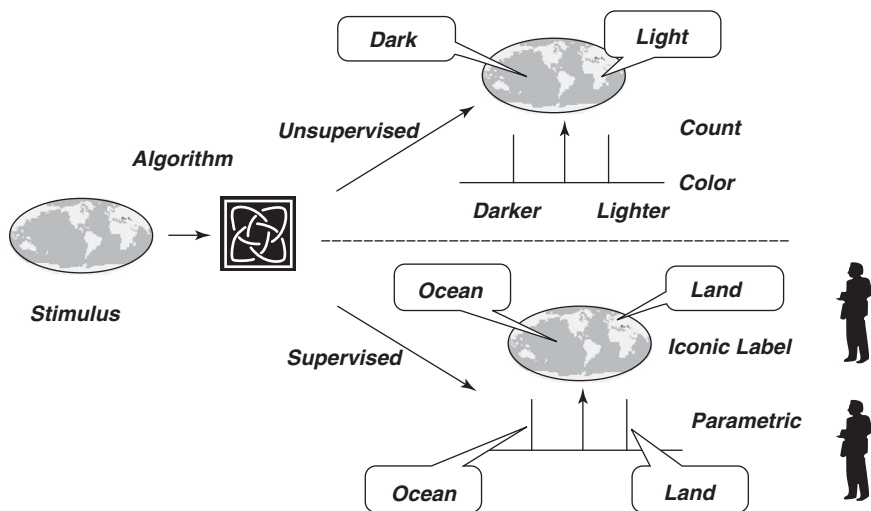 Dark
Light
Unsupervised
Count
Algorithm
Color
Darker
Lighter
Stimulus
Ocean
Land
Iconic Label
Supervised
Parametric
Ocean
Land